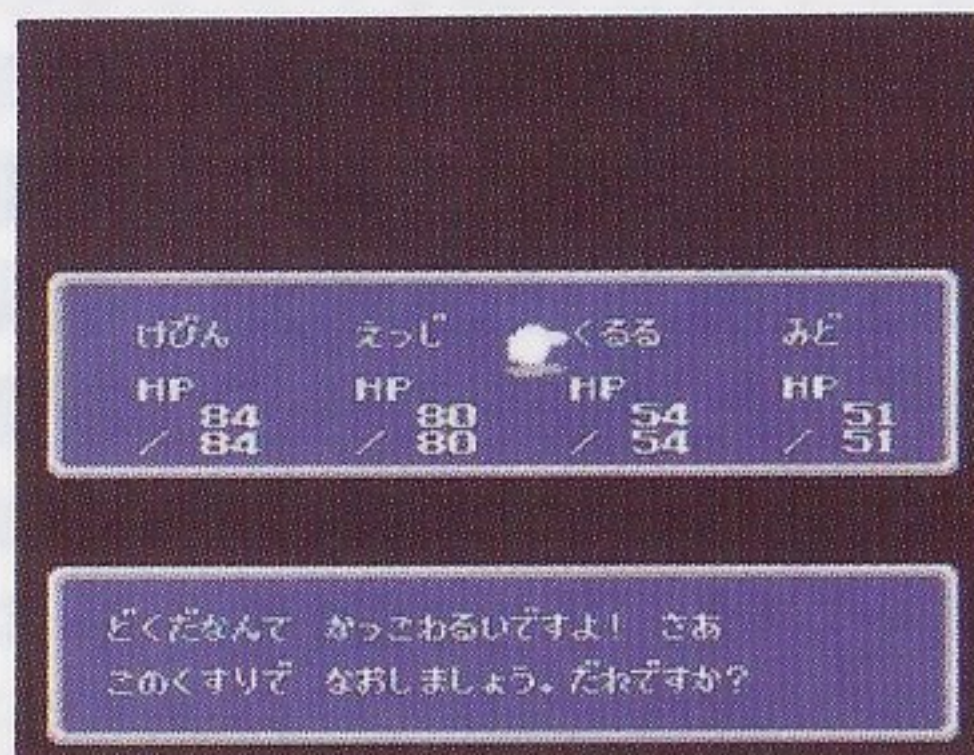 けびん えっじ くるる みど
HP HP HP HP
84 80 54 51
/ 84 / 80 / 54 / 51
どくだなんて かっこわるいですよ! さあ
このくすりで なおしましょう。だれですか?